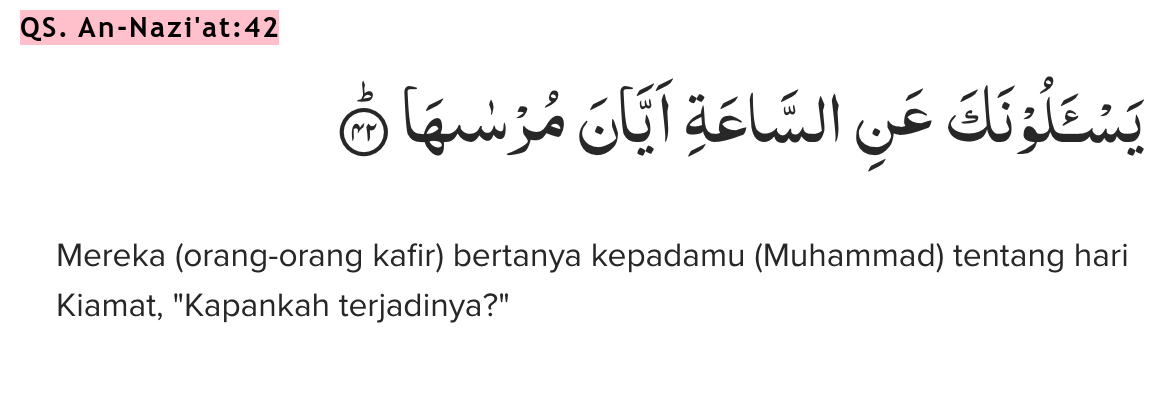 QS. An-Nazi'at:42
يَسْـَٔلُوْنَكَ عَنِ السَّاعَةِ اَيَّانَ مُرْسٰىهَاۗ ۝٤٢
Mereka (orang-orang kafir) bertanya kepadamu (Muhammad) tentang hari
Kiamat, "Kapankah terjadinya?"